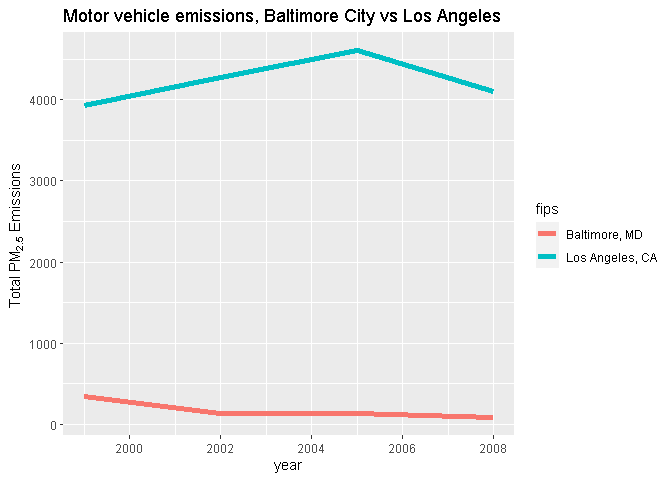 Motor vehicle emissions, Baltimore City vs Los Angeles
Total PM2.5 Emissions
4000
3000
2000
1000
0
2000 2002 2004 2006 2008
year
fips
Baltimore, MD
Los Angeles, CA